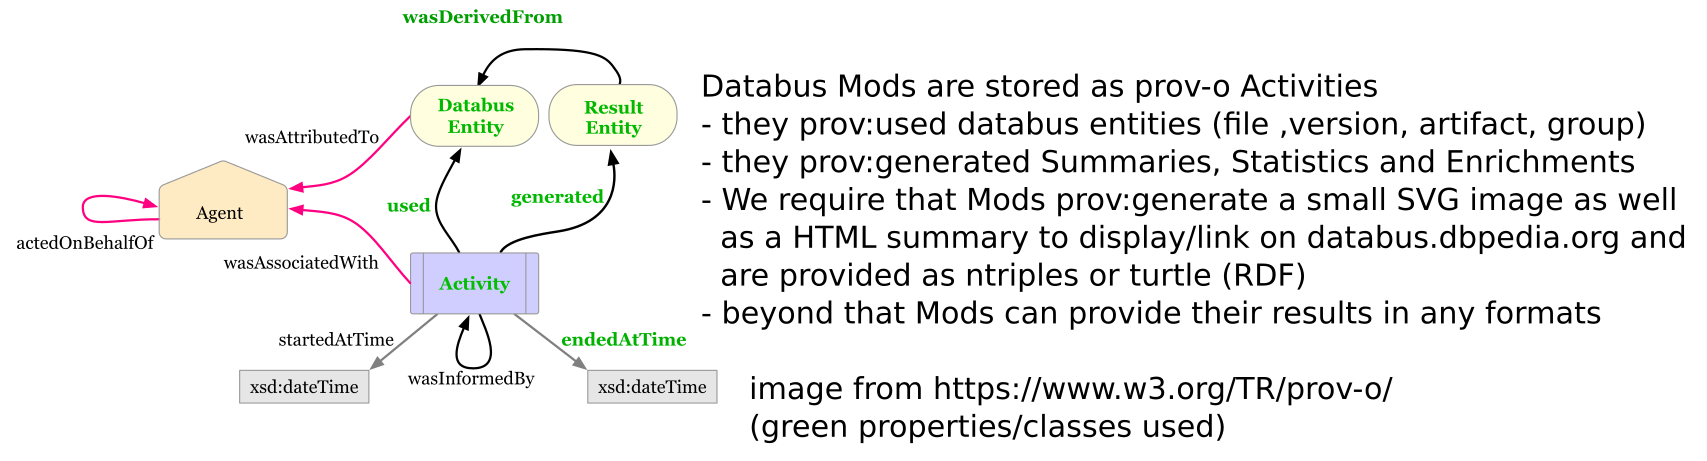 wasDerivedFrom
Databus
Entity
Result
Entity
wasAttributedTo
Agent
actedOnBehalfOf
used
generated
wasAssociatedWith
Activity
startedAtTime
endedAtTime
wasInformedBy
xsd:dateTime
xsd:dateTime
Databus Mods are stored as prov-o Activities
- they prov:used databus entities (file ,version, artifact, group)
- they prov:generated Summaries, Statistics and Enrichments
- We require that Mods prov:generate a small SVG image as well
as a HTML summary to display/link on databus.dbpedia.org and
are provided as ntriples or turtle (RDF)
- beyond that Mods can provide their results in any formats
image from https://www.w3.org/TR/prov-o/
(green properties/classes used)